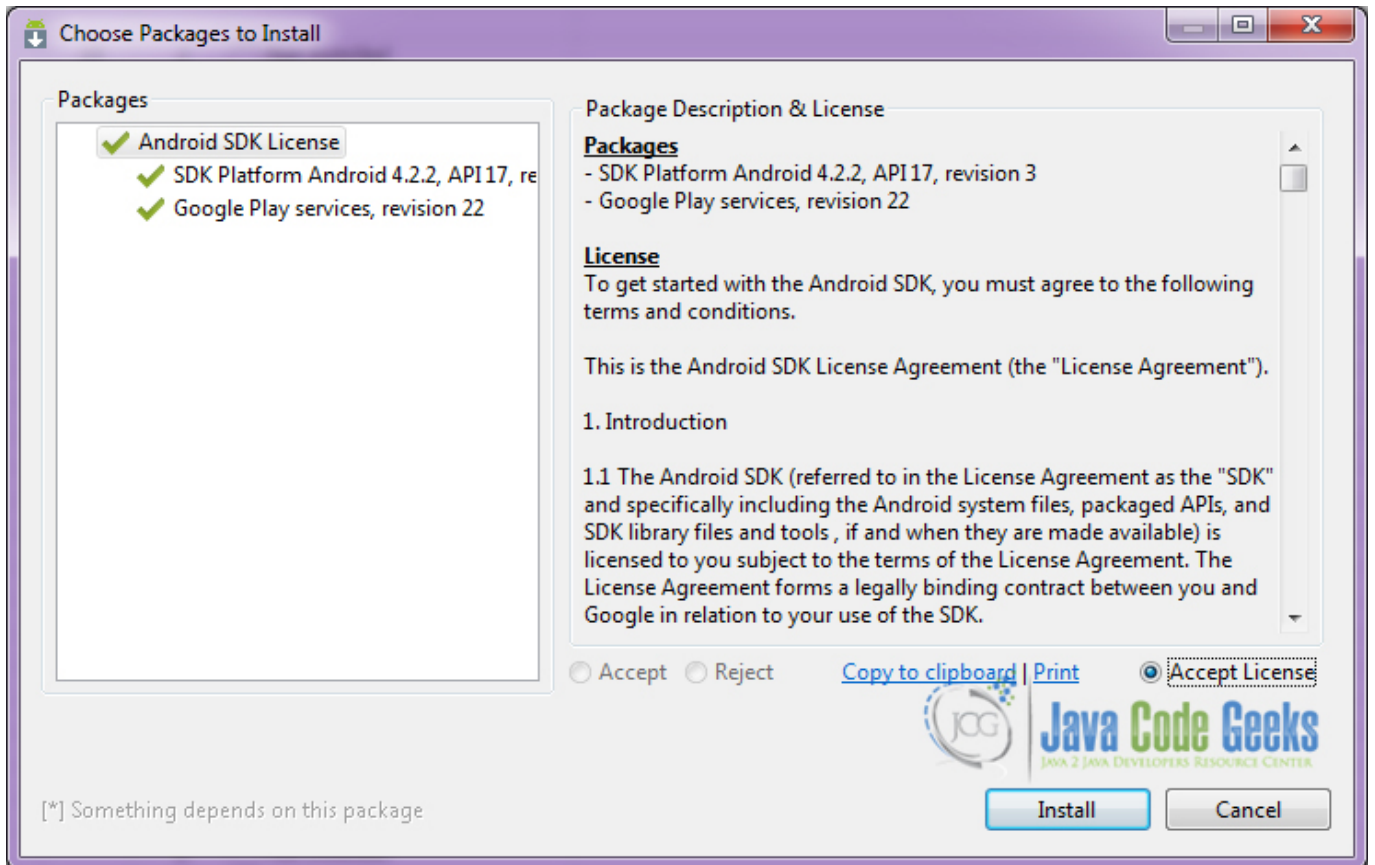 Choose Packages to Install
Packages
Android SDK License
SDK Platform Android 4.2.2, API 17, re
Google Play services, revision 22
Package Description & License
Packages
- SDK Platform Android 4.2.2, API 17, revision 3
- Google Play services, revision 22
License
To get started with the Android SDK, you must agree to the following
terms and conditions.
This is the Android SDK License Agreement (the "License Agreement").
1. Introduction
1.1 The Android SDK (referred to in the License Agreement as the "SDK"
and specifically including the Android system files, packaged APIs, and
SDK library files and tools , if and when they are made available) is
licensed to you subject to the terms of the License Agreement. The
License Agreement forms a legally binding contract between you and
Google in relation to your use of the SDK.
Accept Reject Copy to clipboard | Print Accept License
JCG Java Code Geeks
JAVA 2 JAVA DEVELOPERS RESOURCE CENTER
[*] Something depends on this package
Install Cancel